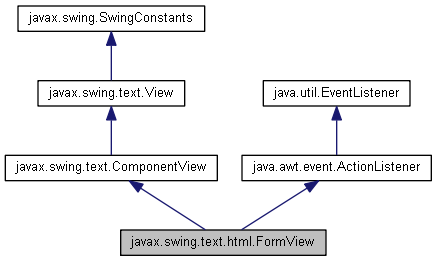 javax.swing.SwingConstants
javax.swing.text.View
java.util.EventListener
javax.swing.text.ComponentView
java.awt.event.ActionListener
javax.swing.text.html.FormView